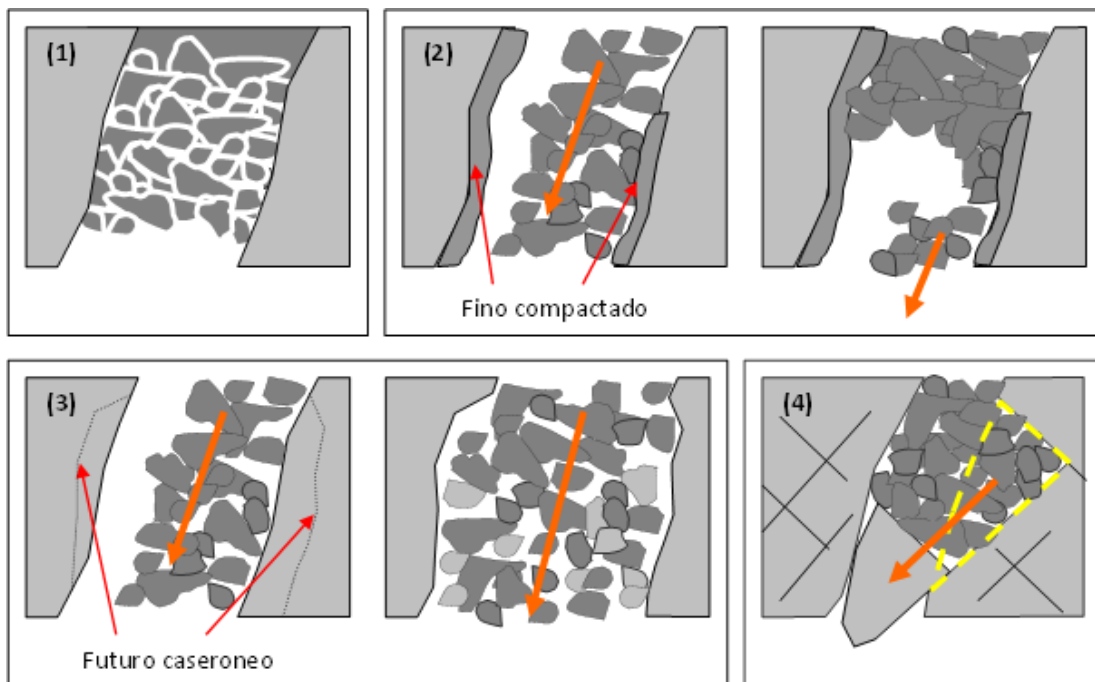 (1)
(2)
Fino compactado
(3)
(4)
Futuro caseroneo